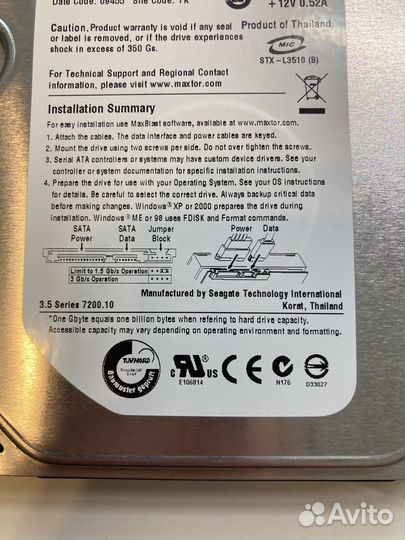 Date Code: 09455 Site Code: TK
+ 12V 0.52A
Caution. Product warranty is void if any seal
or label is removed, or if the drive experiences
shock in excess of 350 Gs.
Product of Thailand
MIC
STX-L3510 (B)
For Technical Support and Regional Contact
information, please visit www.maxtor.com.
Installation Summary
For easy installation use MaxBlast software, available at www.maxtor.com.
1. Attach the cables. The data interface and power cables are keyed.
2. Mount the drive using two screws per side. Do not over tighten the screws.
3. Serial ATA controllers or systems may have custom device drivers. See your
controller or system documentation for specific installation instructions.
4. Prepare the drive for use with your Operating System. See your OS instructions
for details. Be careful to select the correct drive. Always backup critical data
before making changes. Windows® XP or 2000 prepares the drive during
installation. Windows® ME or 98 uses FDISK and Format commands.
SATA Power
SATA Data
Jumper Block
Power Data
Limit to 1.5 Gb/s Operation
3 Gb/s Operation
3.5 Series 7200.10
Manufactured by Seagate Technology International
Korat, Thailand
*One Gbyte equals one billion bytes when refering to hard drive capacity.
Accessible capacity may vary depending on operating environment and formatting.
TUV NORD
Baumuster geprüft
c RU US
E106814
CE
N176
D33027
Avito